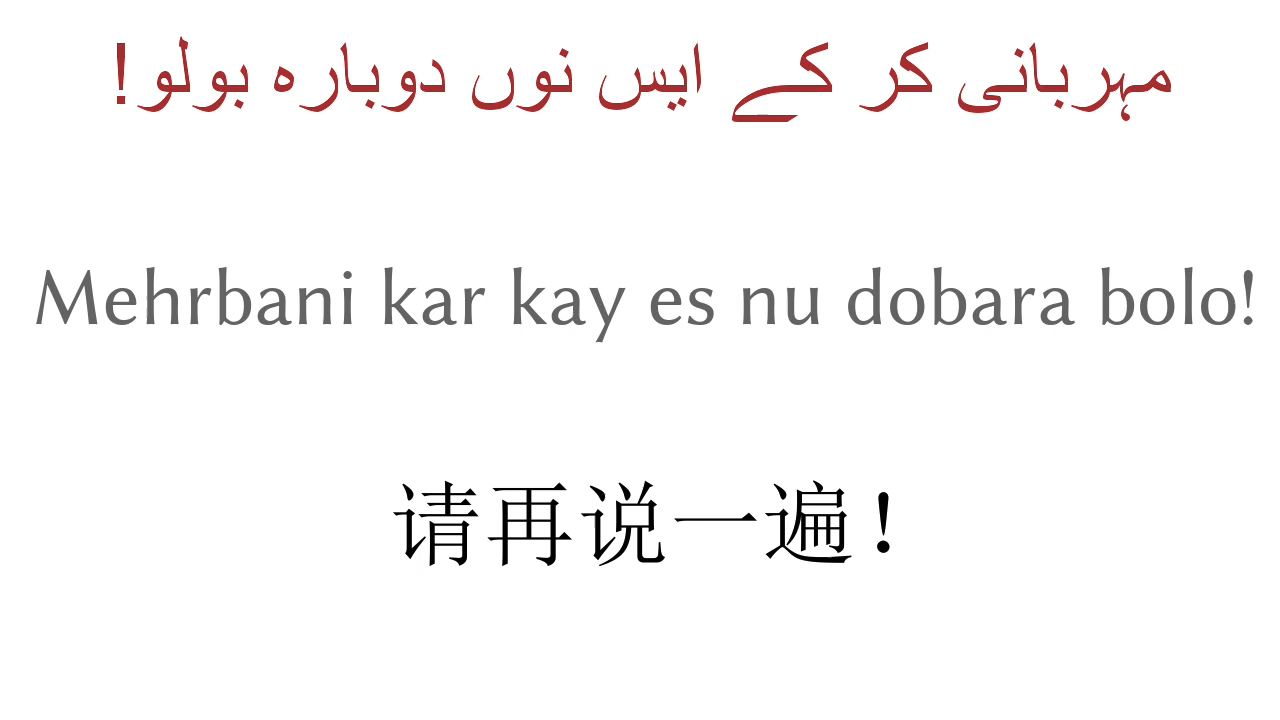 مہربانی کر کے ایس نوں دوبارہ بولو!
Mehrbani kar kay es nu dobara bolo!
请再说一遍！